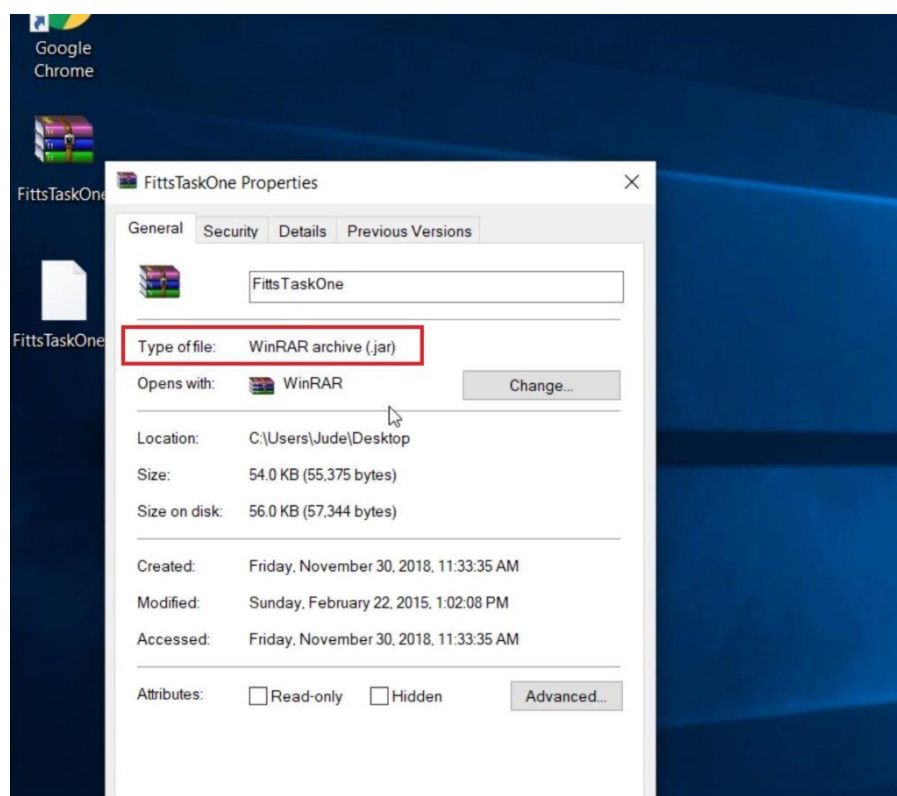 Google
Chrome
FittsTaskOne
FittsTaskOne
FittsTaskOne Properties
General Security Details Previous Versions
FittsTaskOne
Type of file: WinRAR archive (.jar)
Opens with: WinRAR Change...
Location: C:\Users\Jude\Desktop
Size: 54.0 KB (55,375 bytes)
Size on disk: 56.0 KB (57,344 bytes)
Created: Friday, November 30, 2018, 11:33:35 AM
Modified: Sunday, February 22, 2015, 1:02:08 PM
Accessed: Friday, November 30, 2018, 11:33:35 AM
Attributes: Read-only Hidden Advanced...